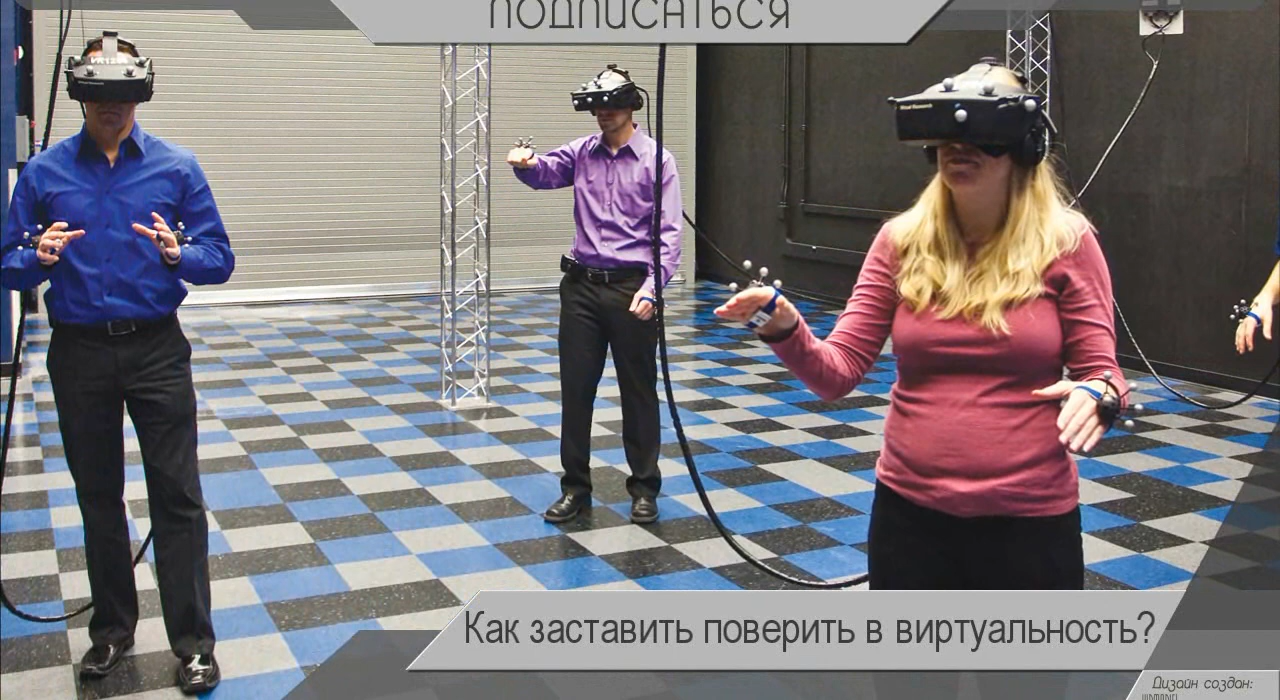 ПОДПИСАТЬСЯ
Как заставить поверить в виртуальность?
Дизайн создан: